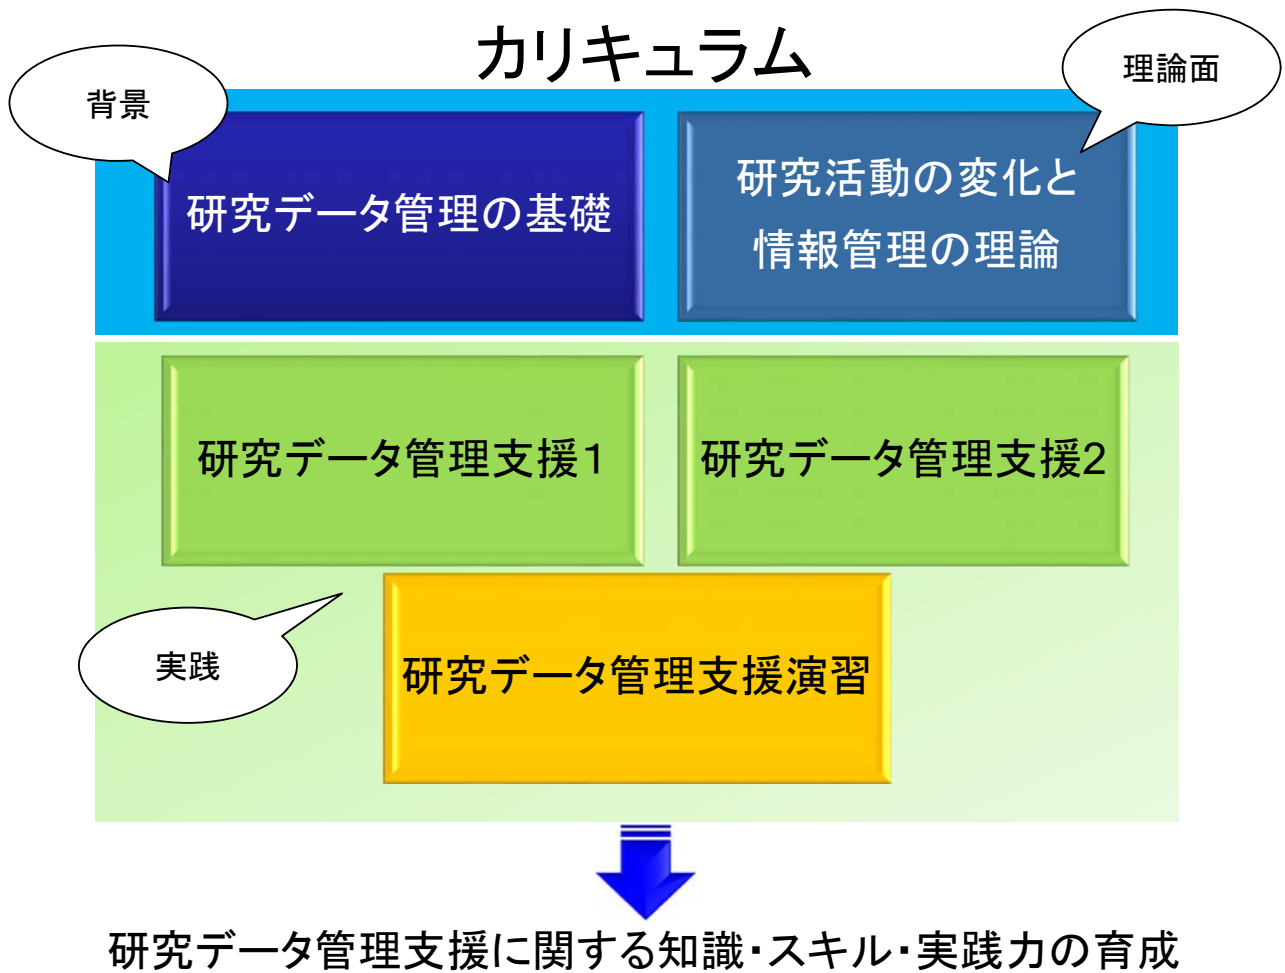 カリキュラム
背景
理論面
研究データ管理の基礎
研究活動の変化と
情報管理の理論
研究データ管理支援1
研究データ管理支援2
実践
研究データ管理支援演習
研究データ管理支援に関する知識・スキル・実践力の育成